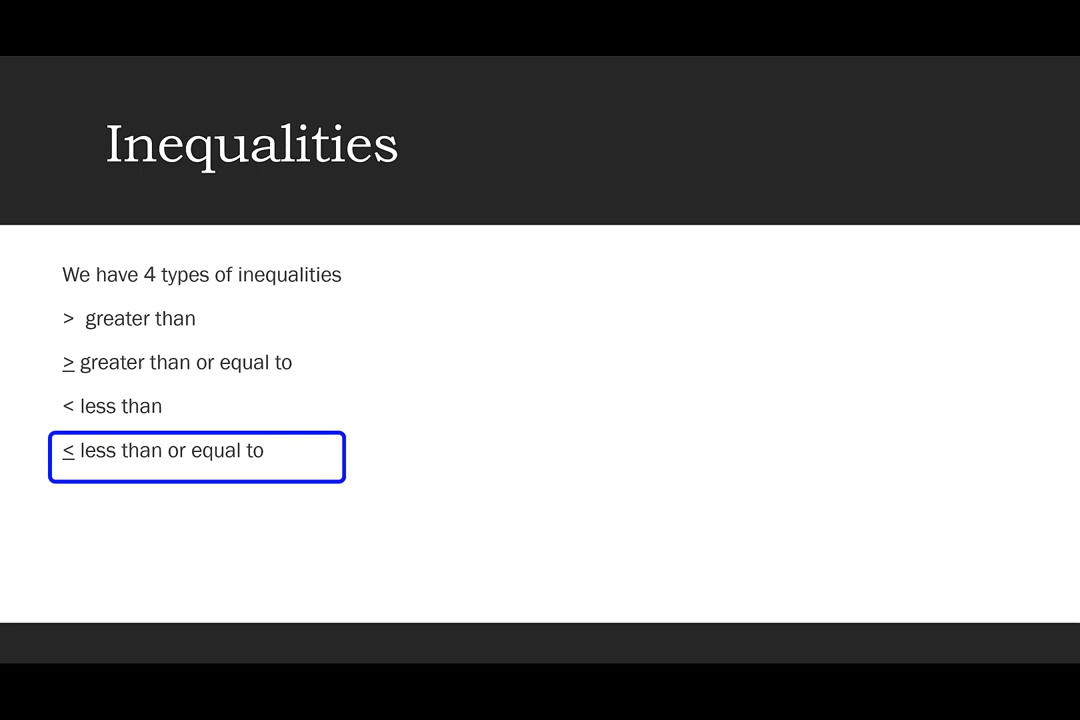 Inequalities
We have 4 types of inequalities
> greater than
≥ greater than or equal to
< less than
≤ less than or equal to